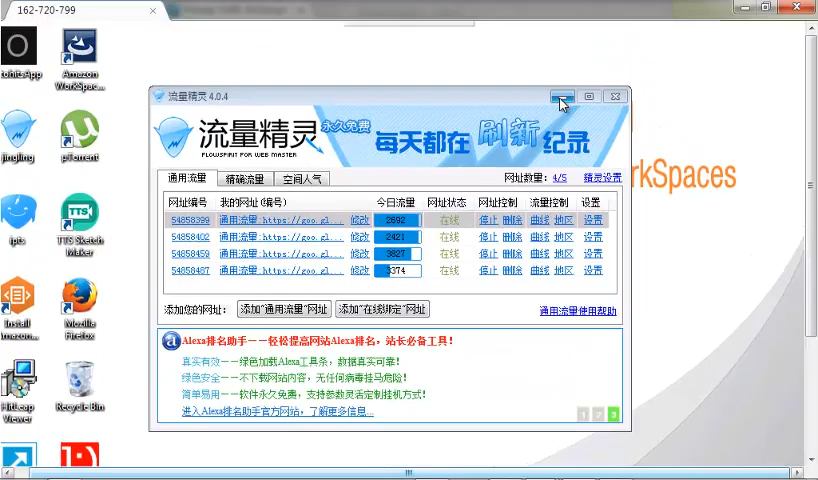 162-720-799
otohitsApp
Amazon
WorkSpac...
jingling
µTorrent
ipts
TTS Sketch
Maker
Install
Amazon...
Mozilla
Firefox
HitLeap
Viewer
Recycle Bin
rkSpaces
流量精灵 4.0.4
流量精灵
FLOWSPIRIT FOR WEB MASTER
永久免费
每天都在 刷新 纪录
通用流量 精确流量 空间人气 网址数量: 4/5 精灵设置
网址编号 我的网址(编号) 今日流量 网址状态 网址控制 流量控制 设置
54858399 通用流量:https://goo.gl... 修改 2692 在线 停止 删除 曲线 地区 设置
54858402 通用流量:https://goo.gl... 修改 2421 在线 停止 删除 曲线 地区 设置
54858459 通用流量:https://goo.gl... 修改 3827 在线 停止 删除 曲线 地区 设置
54858487 通用流量:https://goo.gl... 修改 3374 在线 停止 删除 曲线 地区 设置
添加您的网址: 添加"通用流量"网址 添加"在线绑定"网址 通用流量使用帮助
Alexa排名助手——轻松提高网站Alexa排名，站长必备工具！
真实有效——绿色加载Alexa工具条，数据真实可靠！
绿色安全——不下载网站内容，无任何病毒挂马危险！
简单易用——软件永久免费，支持参数灵活定制挂机方式！
进入Alexa排名助手官方网站，了解更多信息...
1 2 3